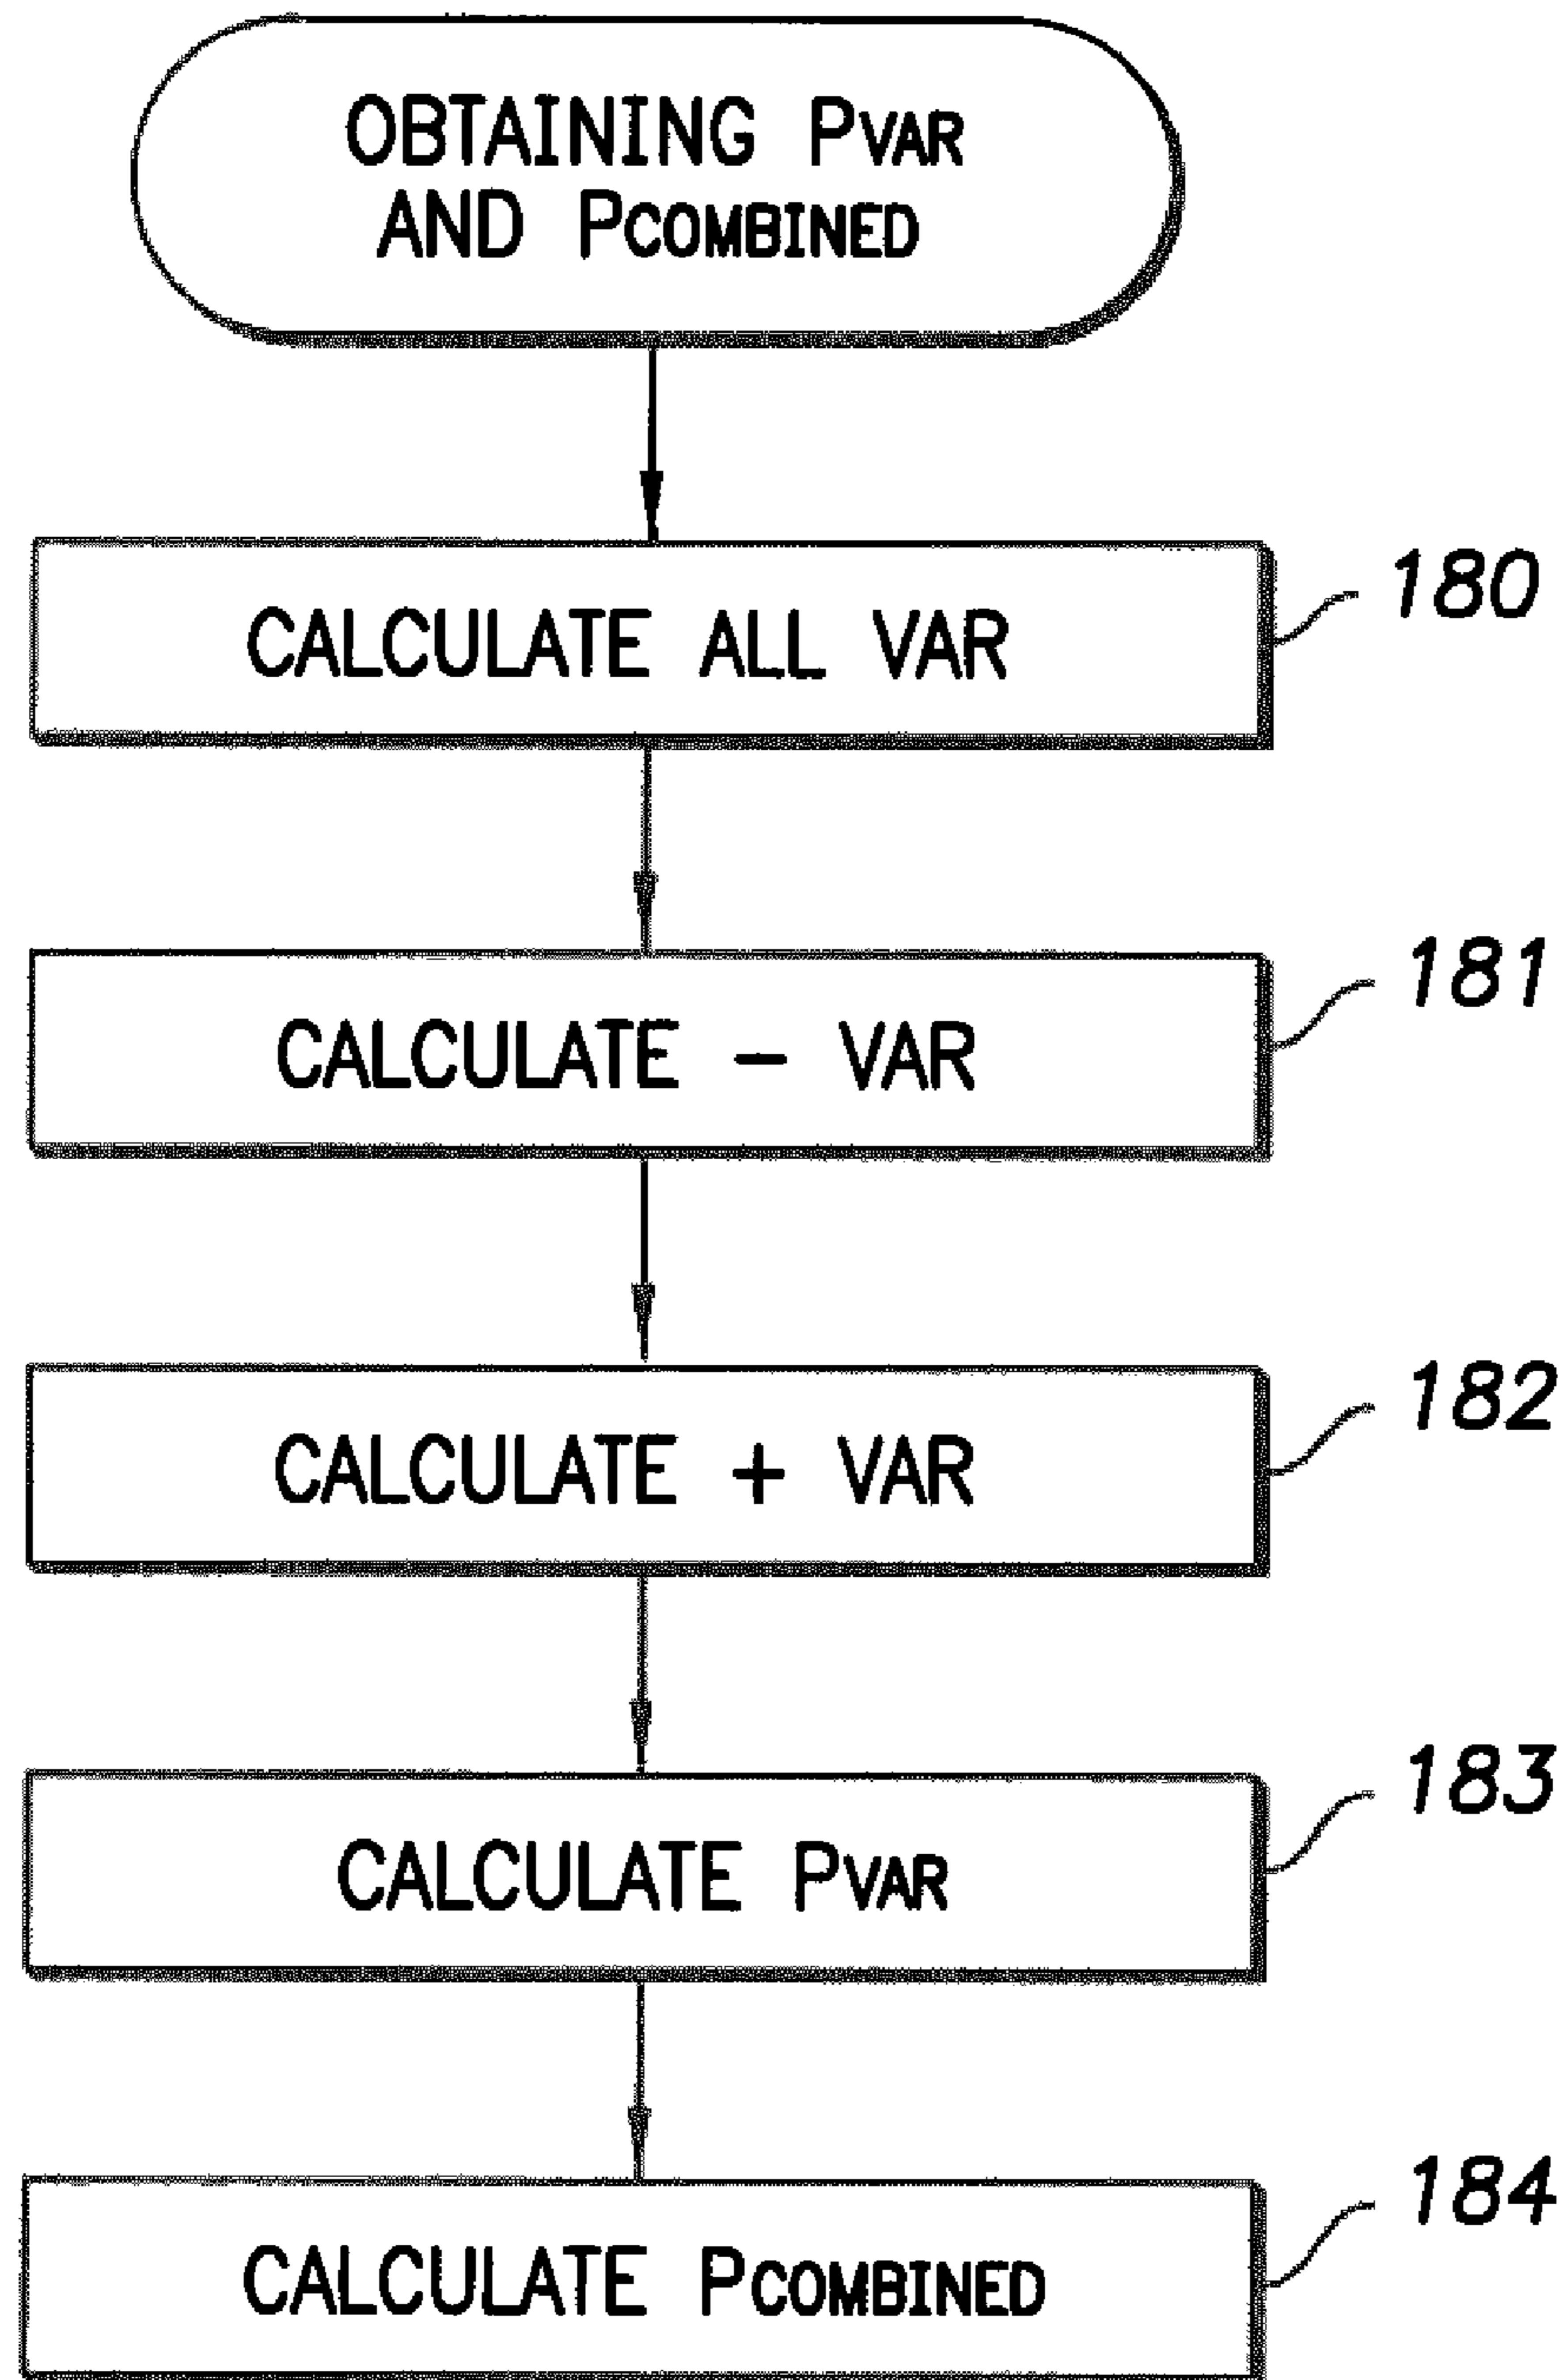 OBTAINING PVAR
AND PCOMBINED
CALCULATE ALL VAR
180
CALCULATE - VAR
181
CALCULATE + VAR
182
CALCULATE PVAR
183
CALCULATE PCOMBINED
184